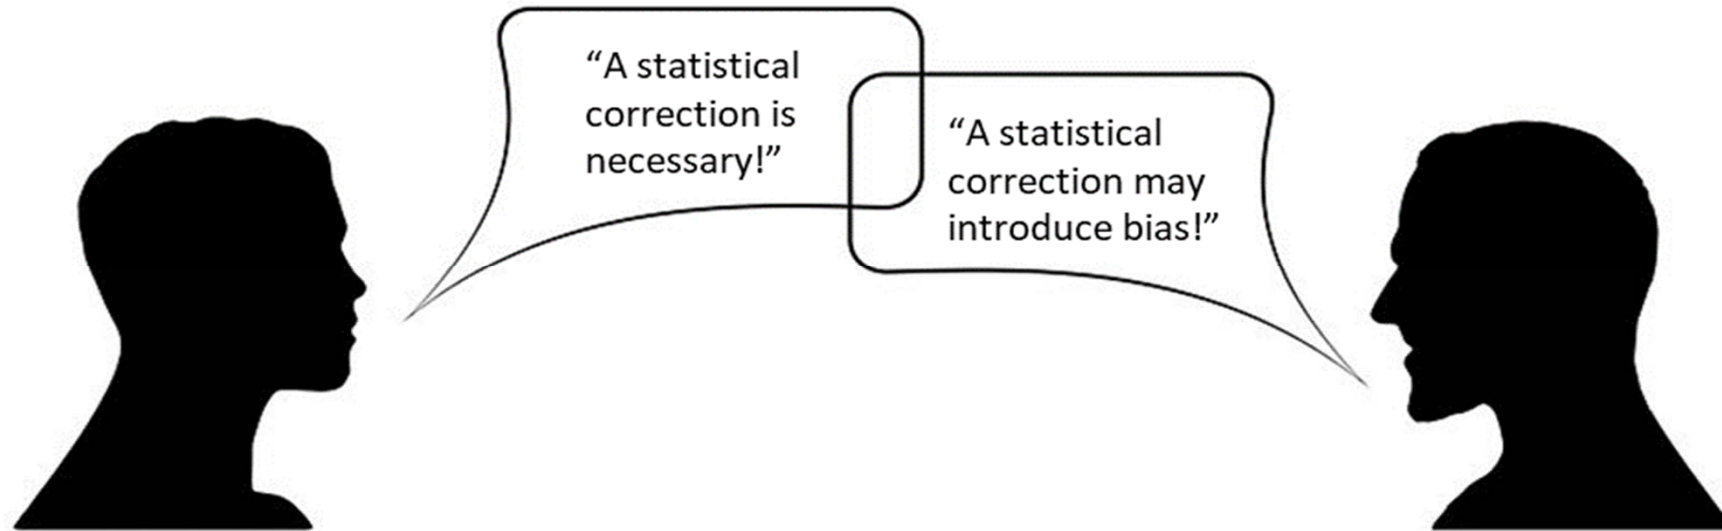 “A statistical
correction is
necessary!”
“A statistical
correction may
introduce bias!”